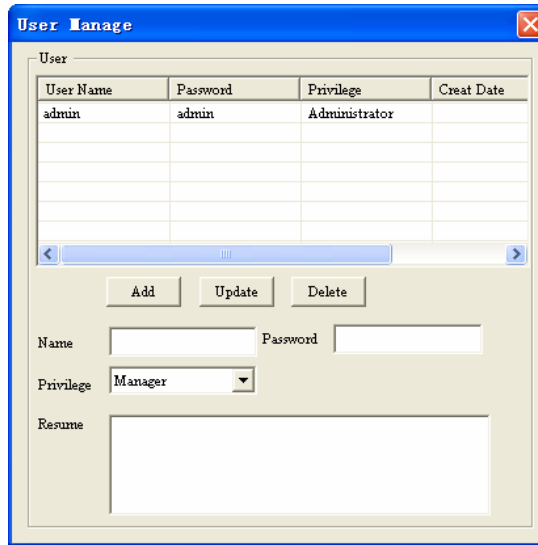 User Manage
User
User Name Password Privilege Creat Date
admin admin Administrator
Add Update Delete
Name Password
Privilege Manager
Resume